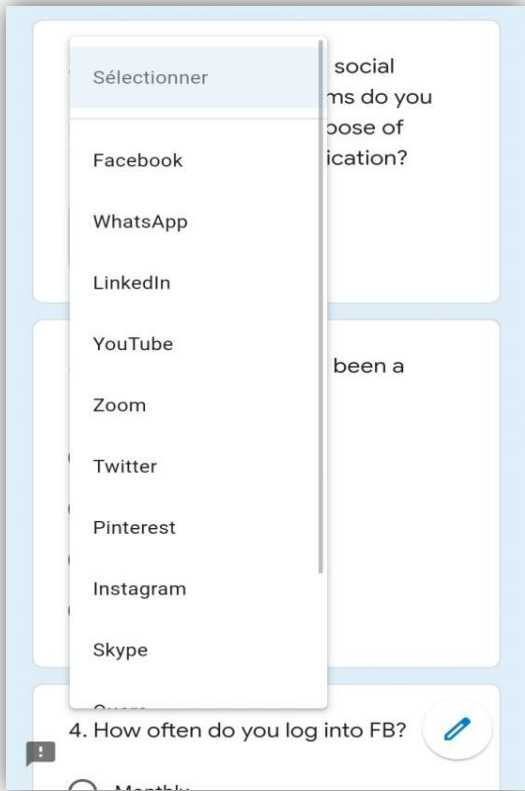 Sélectionner
social
ms do you
pose of
ication?
Facebook
WhatsApp
LinkedIn
YouTube
been a
Zoom
Twitter
Pinterest
Instagram
Skype
4. How often do you log into FB?
Monthly